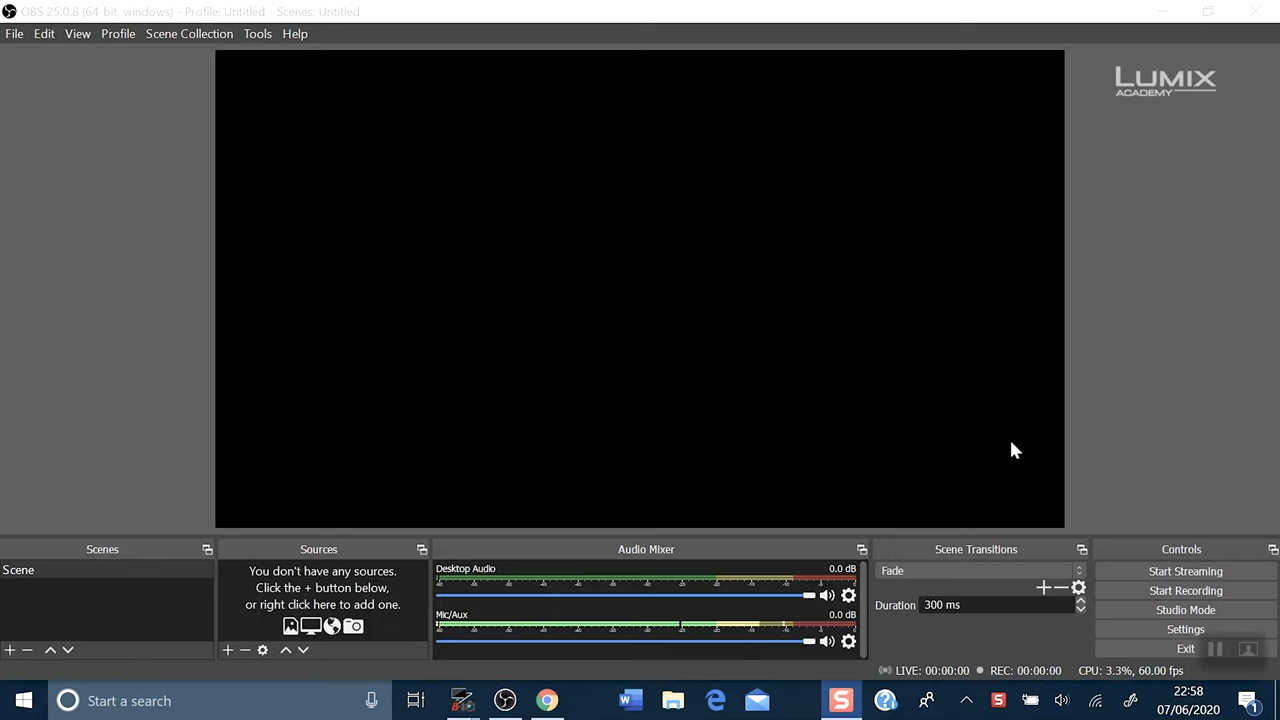 OBS 25.0.8 (64-bit, windows) - Profile: Untitled - Scenes: Untitled
File Edit View Profile Scene Collection Tools Help
LUMIX
ACADEMY
Scenes Sources Audio Mixer Scene Transitions Controls
Scene
You don't have any sources.
Click the + button below,
or right click here to add one.
Desktop Audio 0.0 dB
Mic/Aux 0.0 dB
Fade
Duration 300 ms
Start Streaming
Start Recording
Studio Mode
Settings
Exit
LIVE: 00:00:00 REC: 00:00:00 CPU: 3.3%, 60.00 fps
Start a search
22:58
07/06/2020